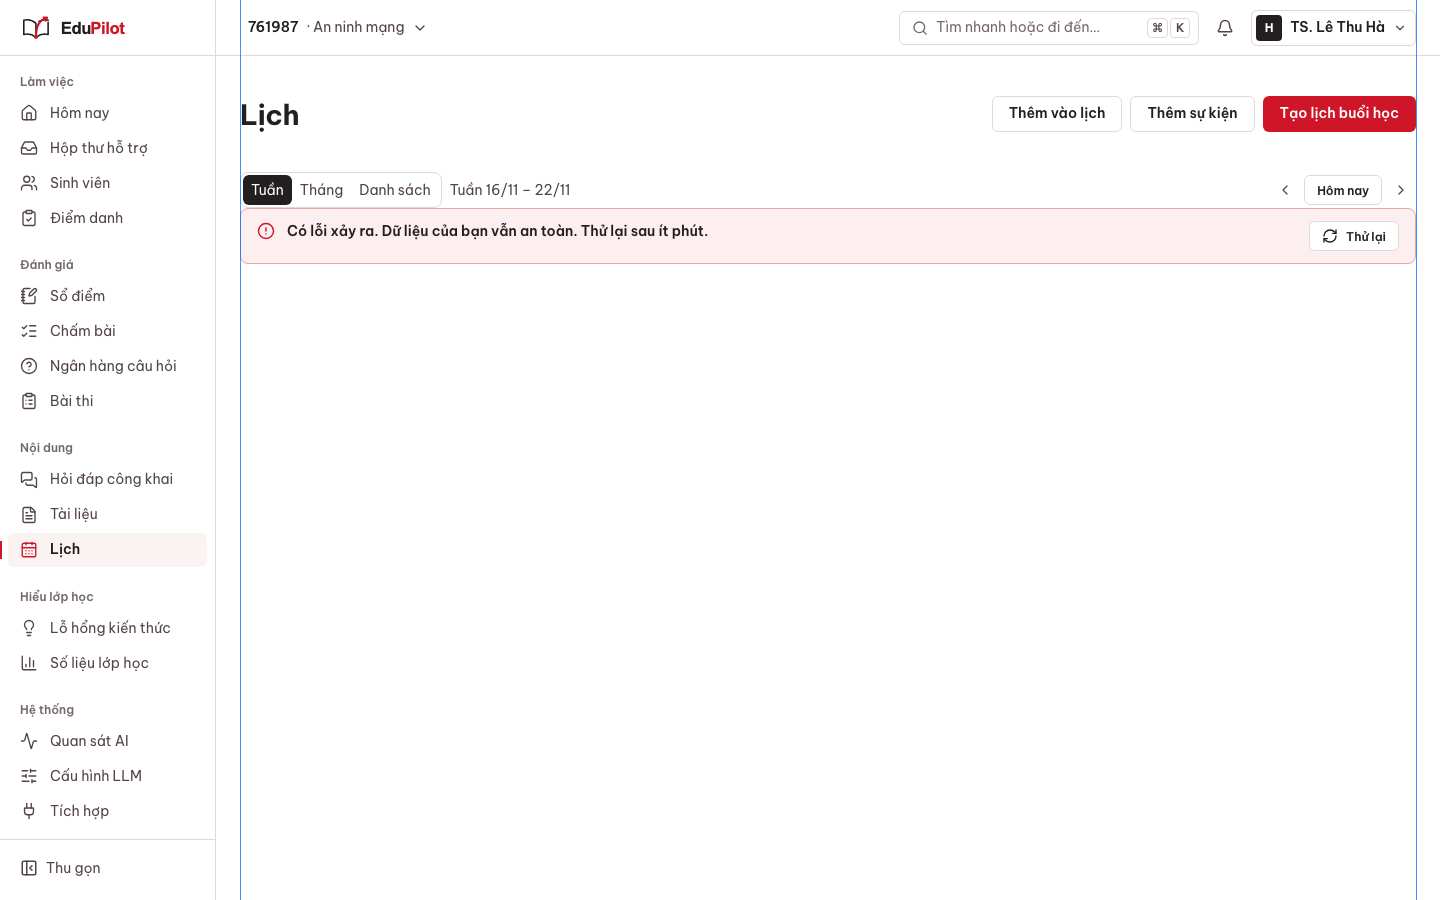 EduPilot
761987 · An ninh mạng
Tìm nhanh hoặc đi đến...
⌘ K
H TS. Lê Thu Hà
Làm việc
Hôm nay
Hộp thư hỗ trợ
Sinh viên
Điểm danh
Đánh giá
Sổ điểm
Chấm bài
Ngân hàng câu hỏi
Bài thi
Nội dung
Hỏi đáp công khai
Tài liệu
Lịch
Hiểu lớp học
Lỗ hổng kiến thức
Số liệu lớp học
Hệ thống
Quan sát AI
Cấu hình LLM
Tích hợp
Thu gọn
Lịch
Thêm vào lịch
Thêm sự kiện
Tạo lịch buổi học
Tuần Tháng Danh sách Tuần 16/11 – 22/11
Hôm nay
Có lỗi xảy ra. Dữ liệu của bạn vẫn an toàn. Thử lại sau ít phút.
Thử lại